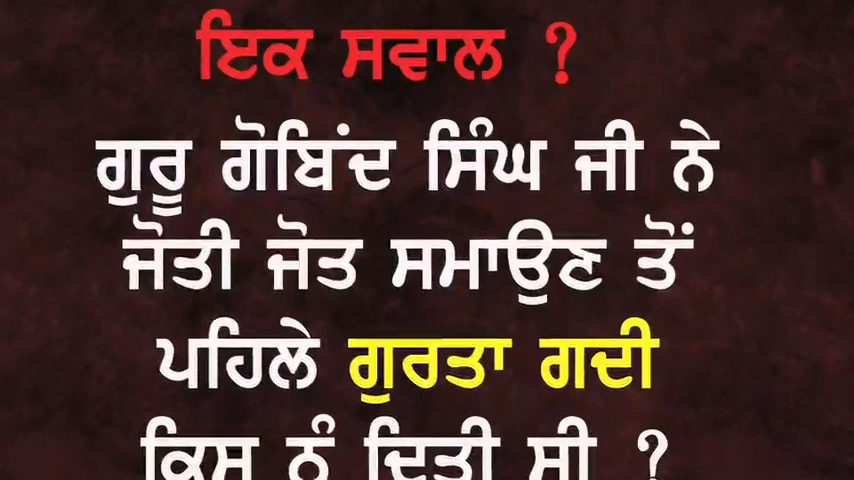 ਇਕ ਸਵਾਲ ?
ਗੁਰੂ ਗੋਬਿੰਦ ਸਿੰਘ ਜੀ ਨੇ
ਜੋਤੀ ਜੋਤ ਸਮਾਉਣ ਤੋਂ
ਪਹਿਲੇ ਗੁਰਤਾ ਗਦੀ
ਕਿਸ ਨੂੰ ਦਿਤੀ ਸੀ ?